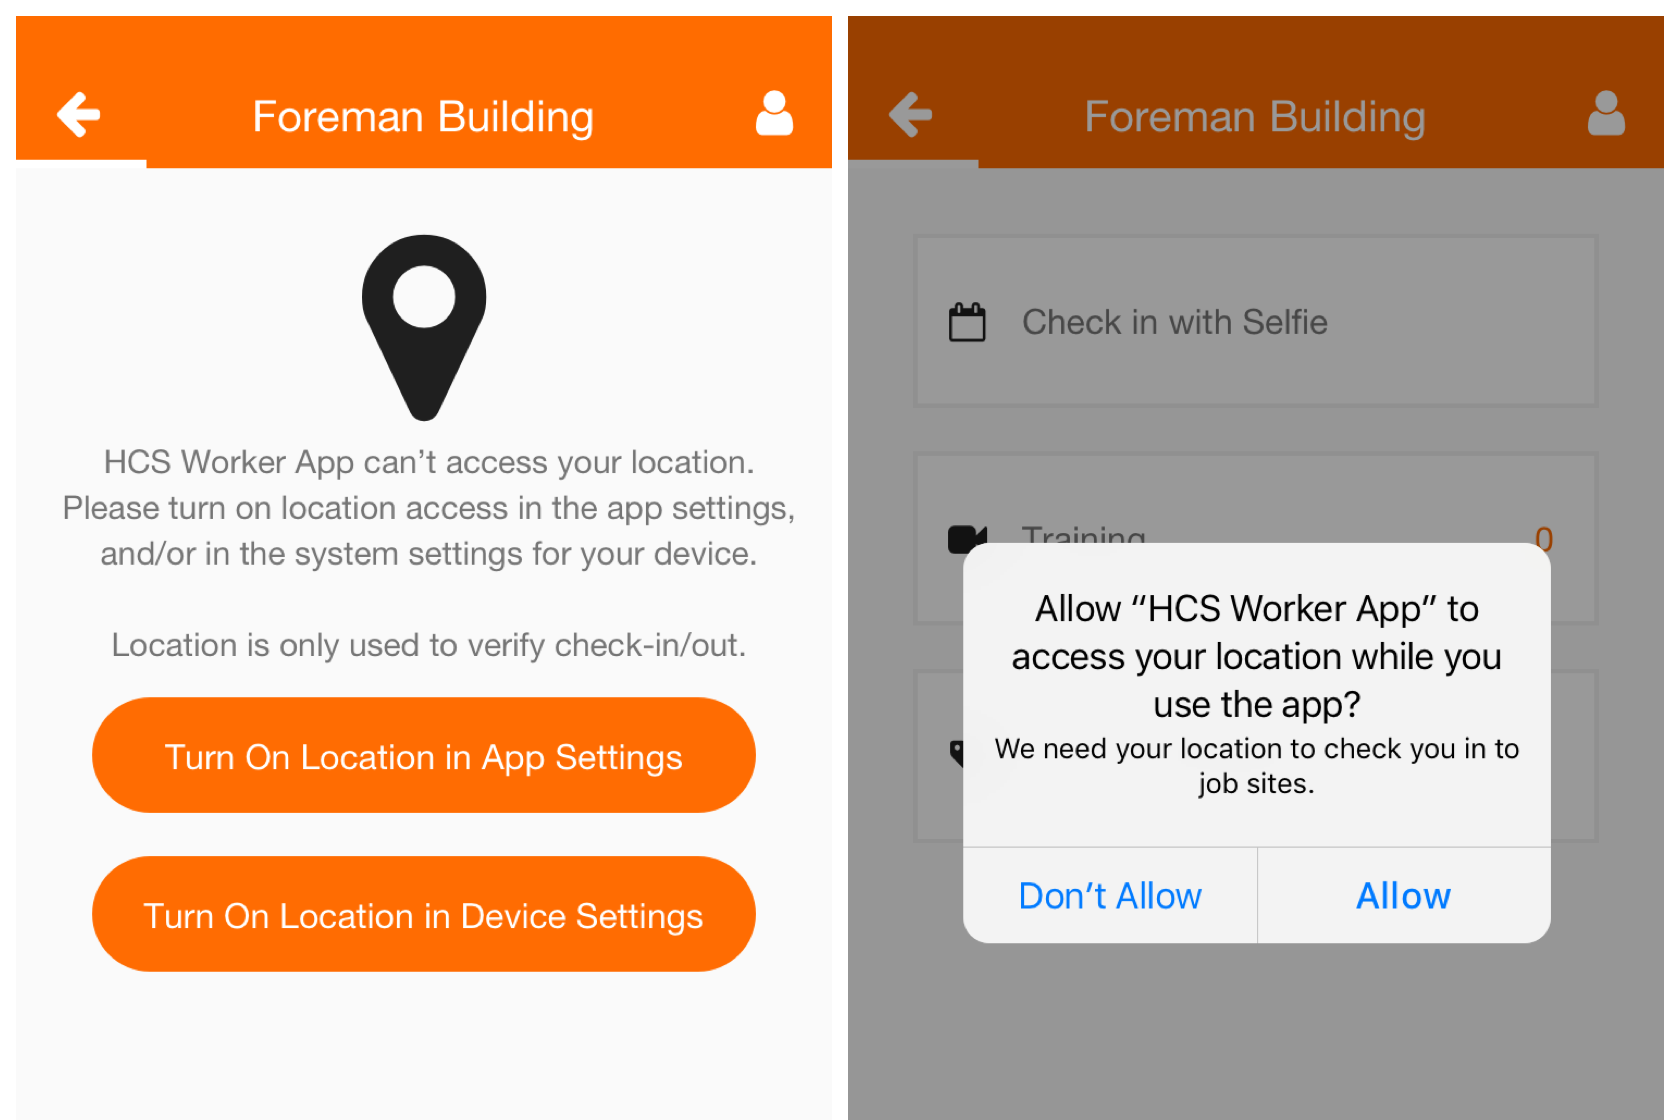 Foreman Building
HCS Worker App can’t access your location.
Please turn on location access in the app settings,
and/or in the system settings for your device.
Location is only used to verify check-in/out.
Turn On Location in App Settings
Turn On Location in Device Settings
Foreman Building
Check in with Selfie
Training
0
Allow “HCS Worker App” to
access your location while you
use the app?
We need your location to check you in to
job sites.
Don’t Allow
Allow